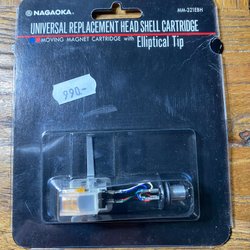 NAGAOKA
MM-321EBH
UNIVERSAL REPLACEMENT HEAD SHELL CARTRIDGE
MOVING MAGNET CARTRIDGE with Elliptical Tip
990.-